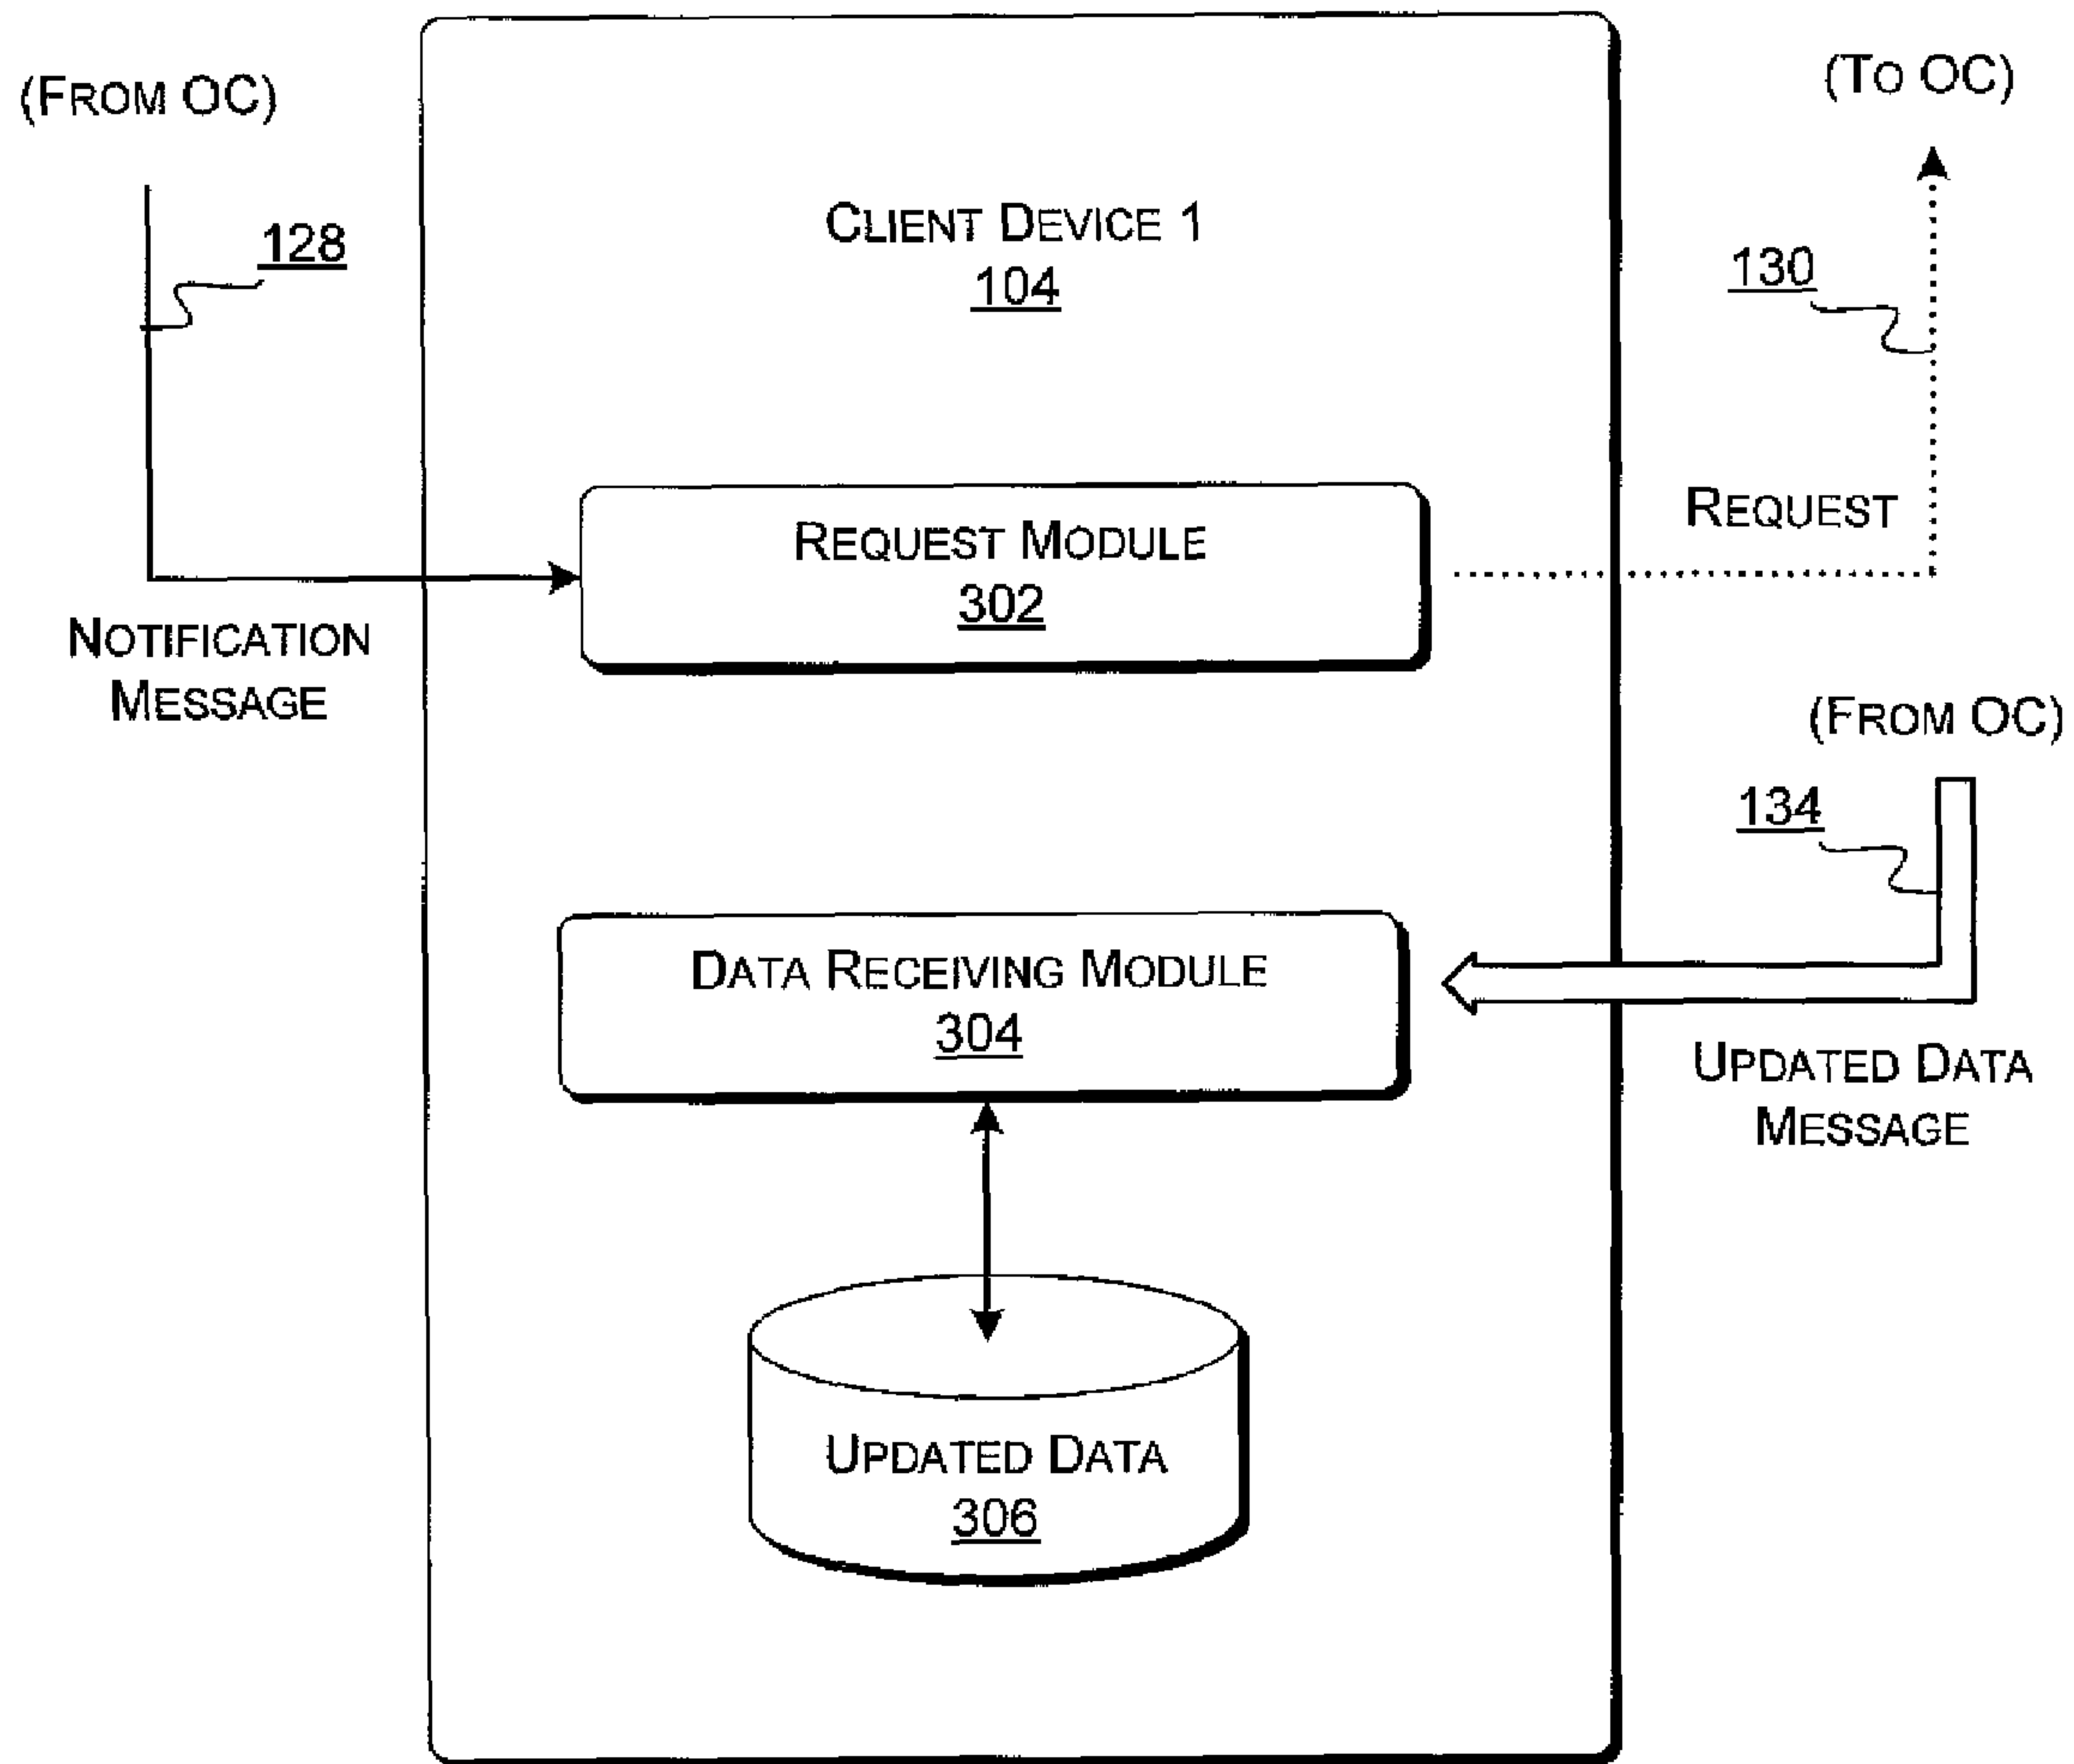 (FROM OC)
(TO OC)
CLIENT DEVICE 1
104
128
130
REQUEST
REQUEST MODULE
302
NOTIFICATION
MESSAGE
(FROM OC)
134
DATA RECEIVING MODULE
304
UPDATED DATA
MESSAGE
UPDATED DATA
306